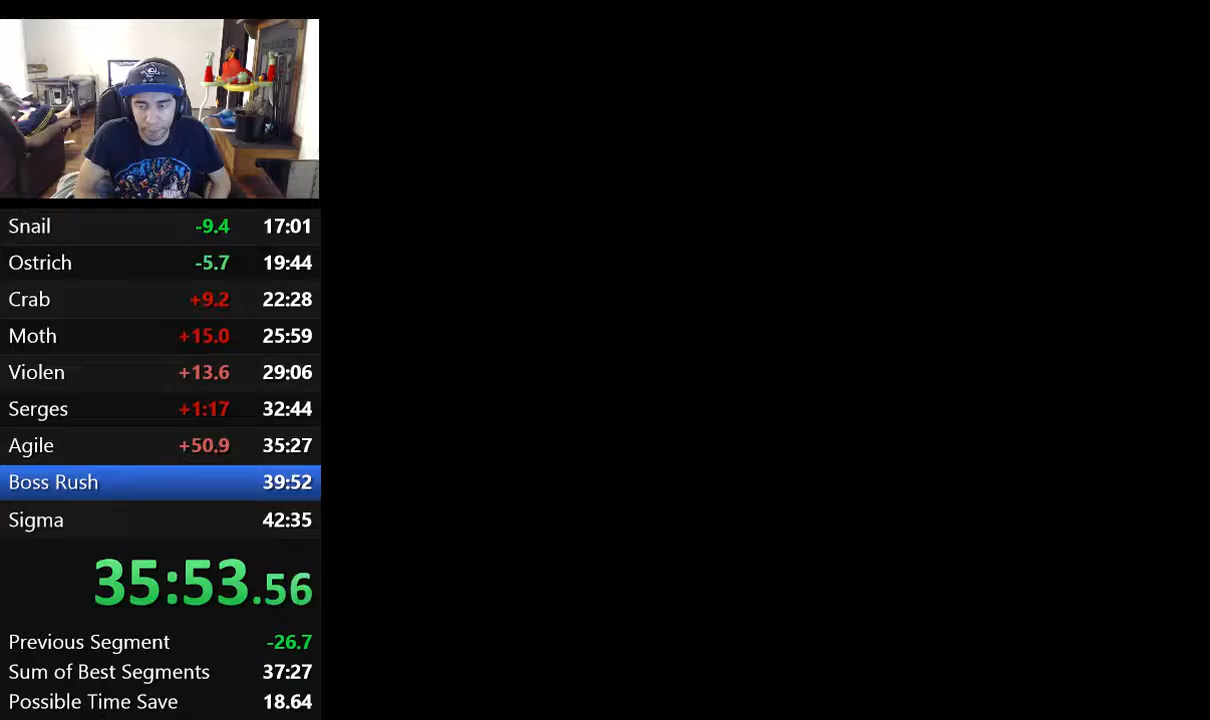 Snail -9.4 17:01
Ostrich -5.7 19:44
Crab +9.2 22:28
Moth +15.0 25:59
Violen +13.6 29:06
Serges +1:17 32:44
Agile +50.9 35:27
Boss Rush 39:52
Sigma 42:35
35:53.56
Previous Segment -26.7
Sum of Best Segments 37:27
Possible Time Save 18.64